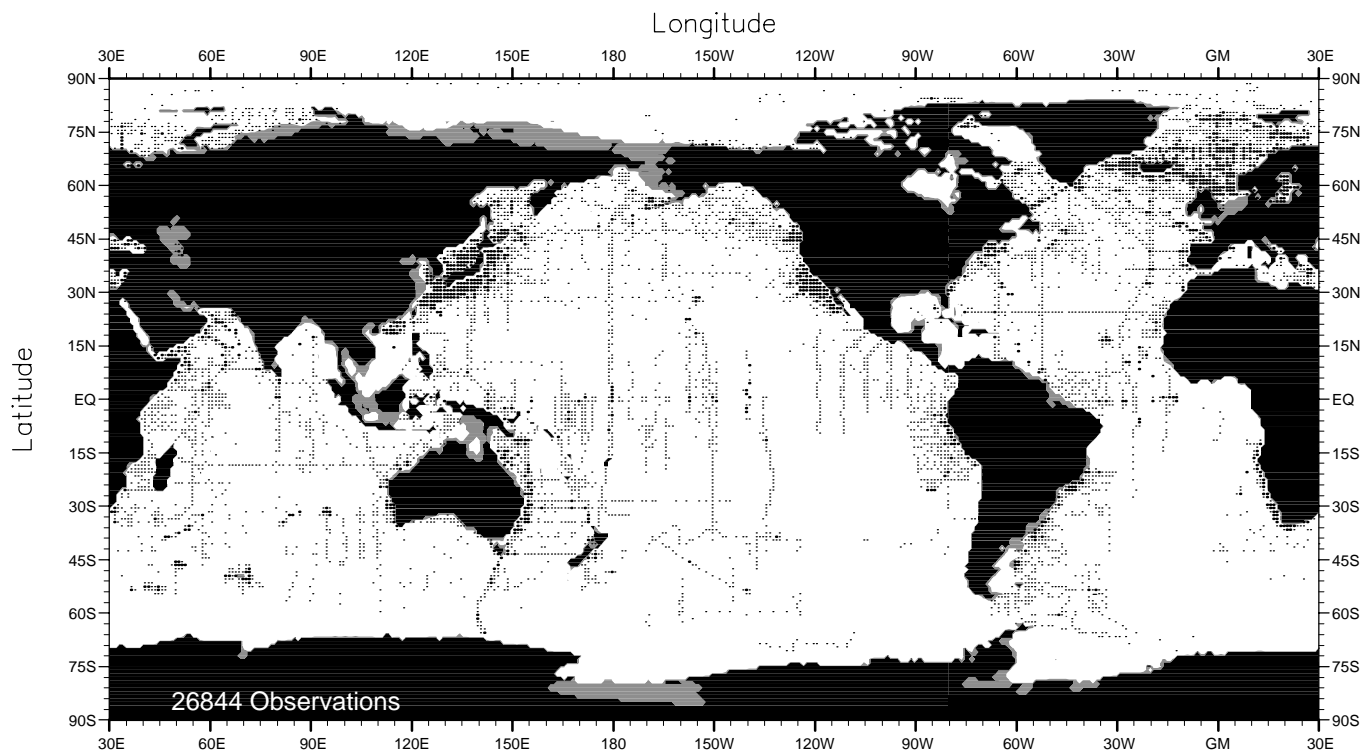 Longitude
30E 60E 90E 120E 150E 180 150W 120W 90W 60W 30W GM 30E
90N 90N
75N 75N
60N 60N
45N 45N
30N 30N
15N 15N
Latitude
EQ EQ
15S 15S
30S 30S
45S 45S
60S 60S
75S 75S
26844 Observations
90S 90S
30E 60E 90E 120E 150E 180 150W 120W 90W 60W 30W GM 30E